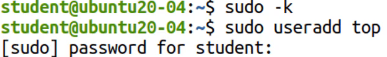 student@ubuntu20-04:~$ sudo -k
student@ubuntu20-04:~$ sudo useradd top
[sudo] password for student: